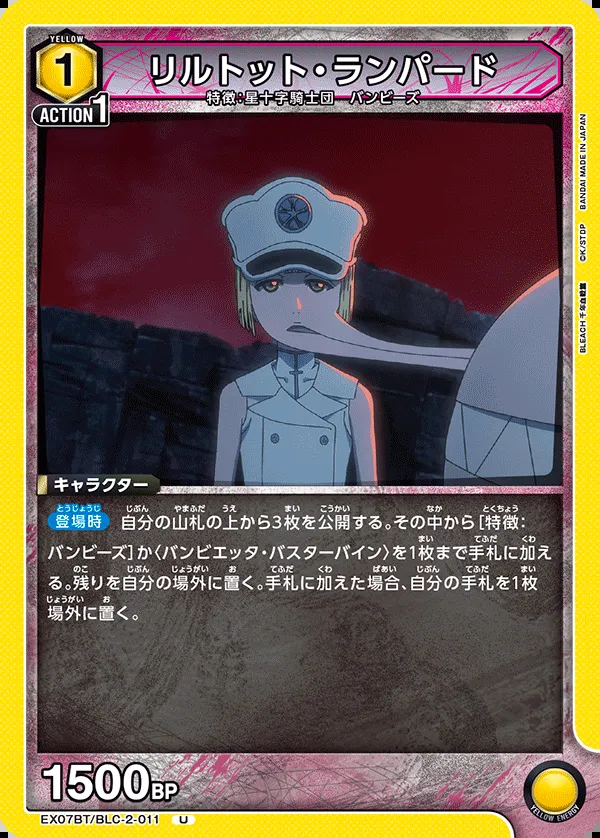 YELLOW
1
ACTION 1
リルトット・ランパード
特徴:星十字騎士団 バンビーズ
BLEACH 千年血戦篇 ©K/STDP BANDAI MADE IN JAPAN
キャラクター
登場時 自分の山札の上から3枚を公開する。その中から[特徴:
バンビーズ]か〈バンビエッタ・バスターバイン〉を1枚まで手札に加え
る。残りを自分の場外に置く。手札に加えた場合、自分の手札を1枚
場外に置く。
1500BP
EX07BT/BLC-2-011 U
YELLOW ENERGY